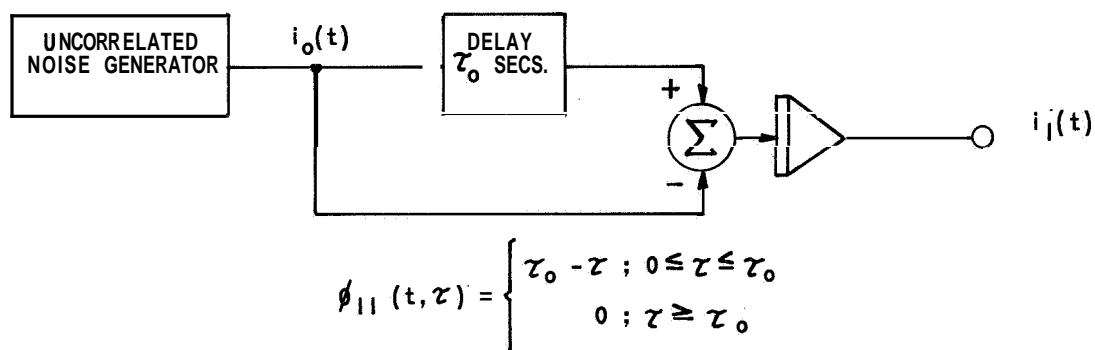 UNCORRELATED
NOISE GENERATOR
i₀(t)
DELAY
τ₀ SECS.
+
Σ
−
i₁(t)
ϕ₁₁ (t,τ) = { τ₀ - τ ; 0 ≤ τ ≤ τ₀
0 ; τ ≥ τ₀